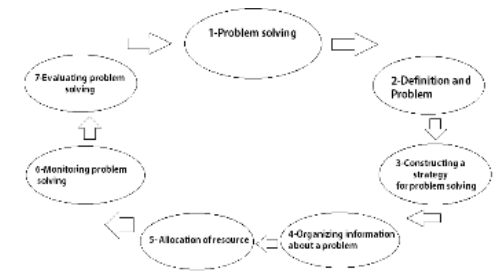 1-Problem solving
2-Definition and
Problem
3-Constructing a
strategy
for problem solving
4-Organizing information
about a problem
5- Allocation of resource
6-Monitoring problem
solving
7-Evaluating problem
solving